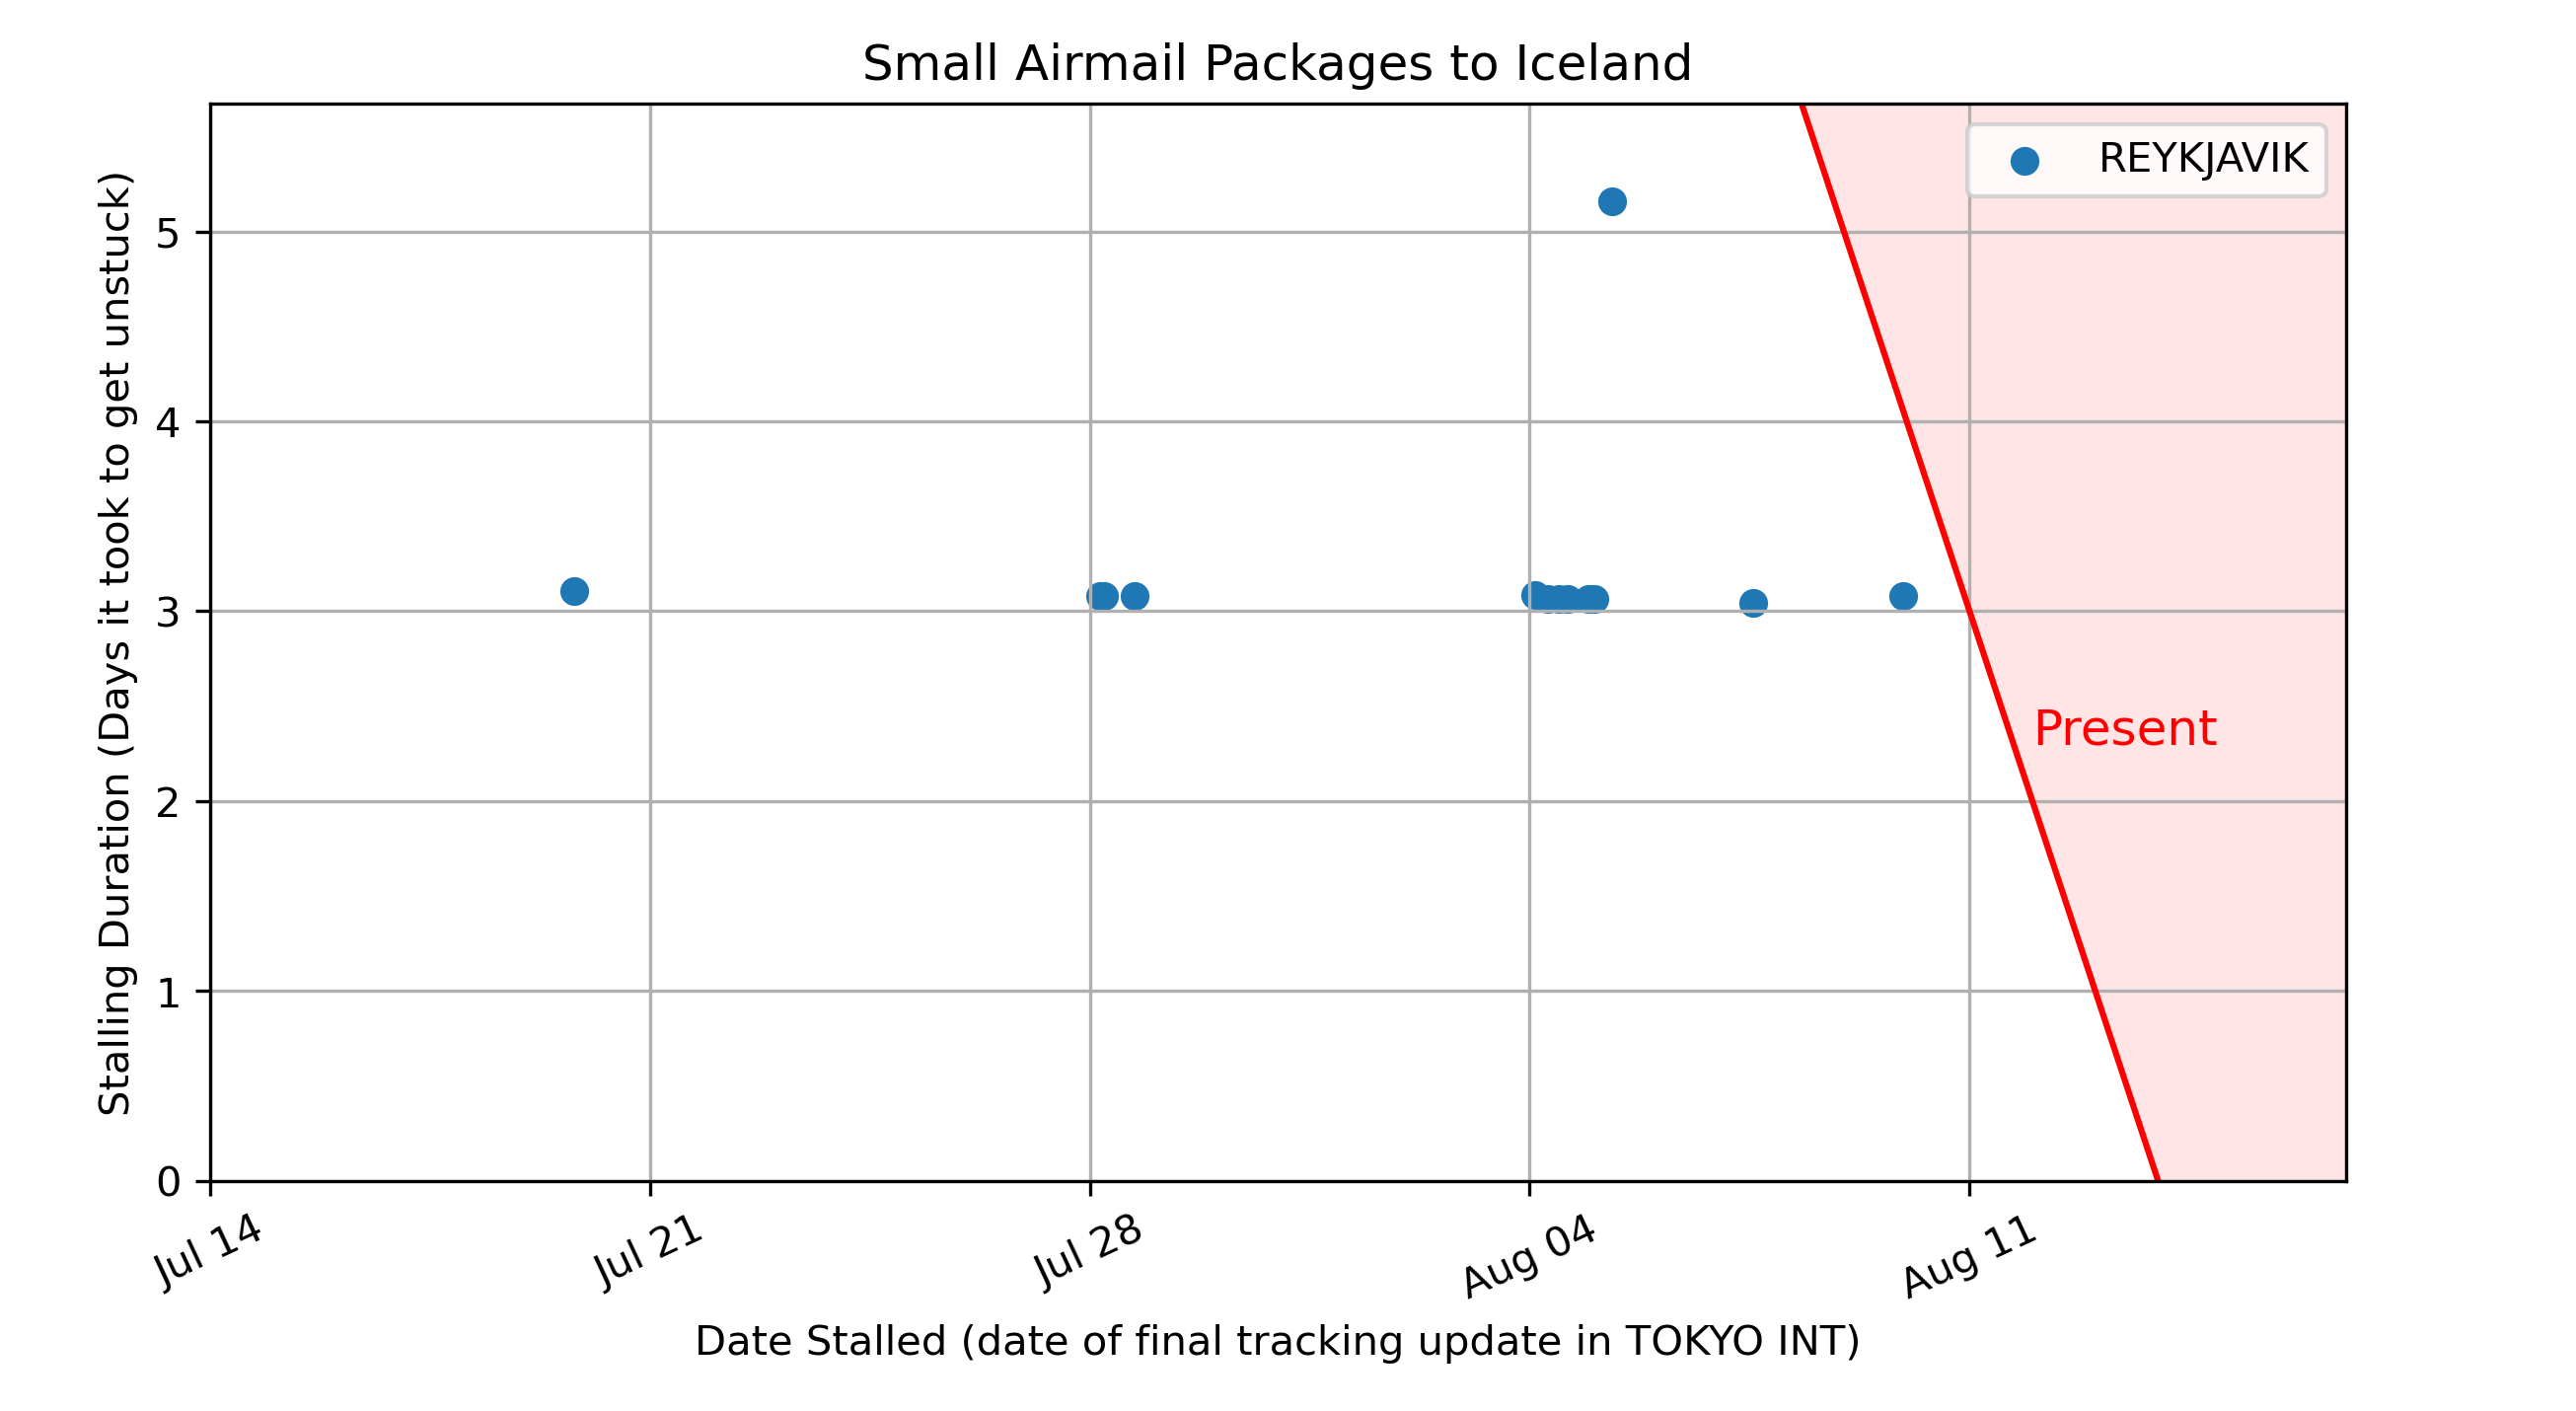 Small Airmail Packages to Iceland
REYKJAVIK
Stalling Duration (Days it took to get unstuck)
5
4
3
2
1
0
Present
Jul 14
Jul 21
Jul 28
Aug 04
Aug 11
Date Stalled (date of final tracking update in TOKYO INT)